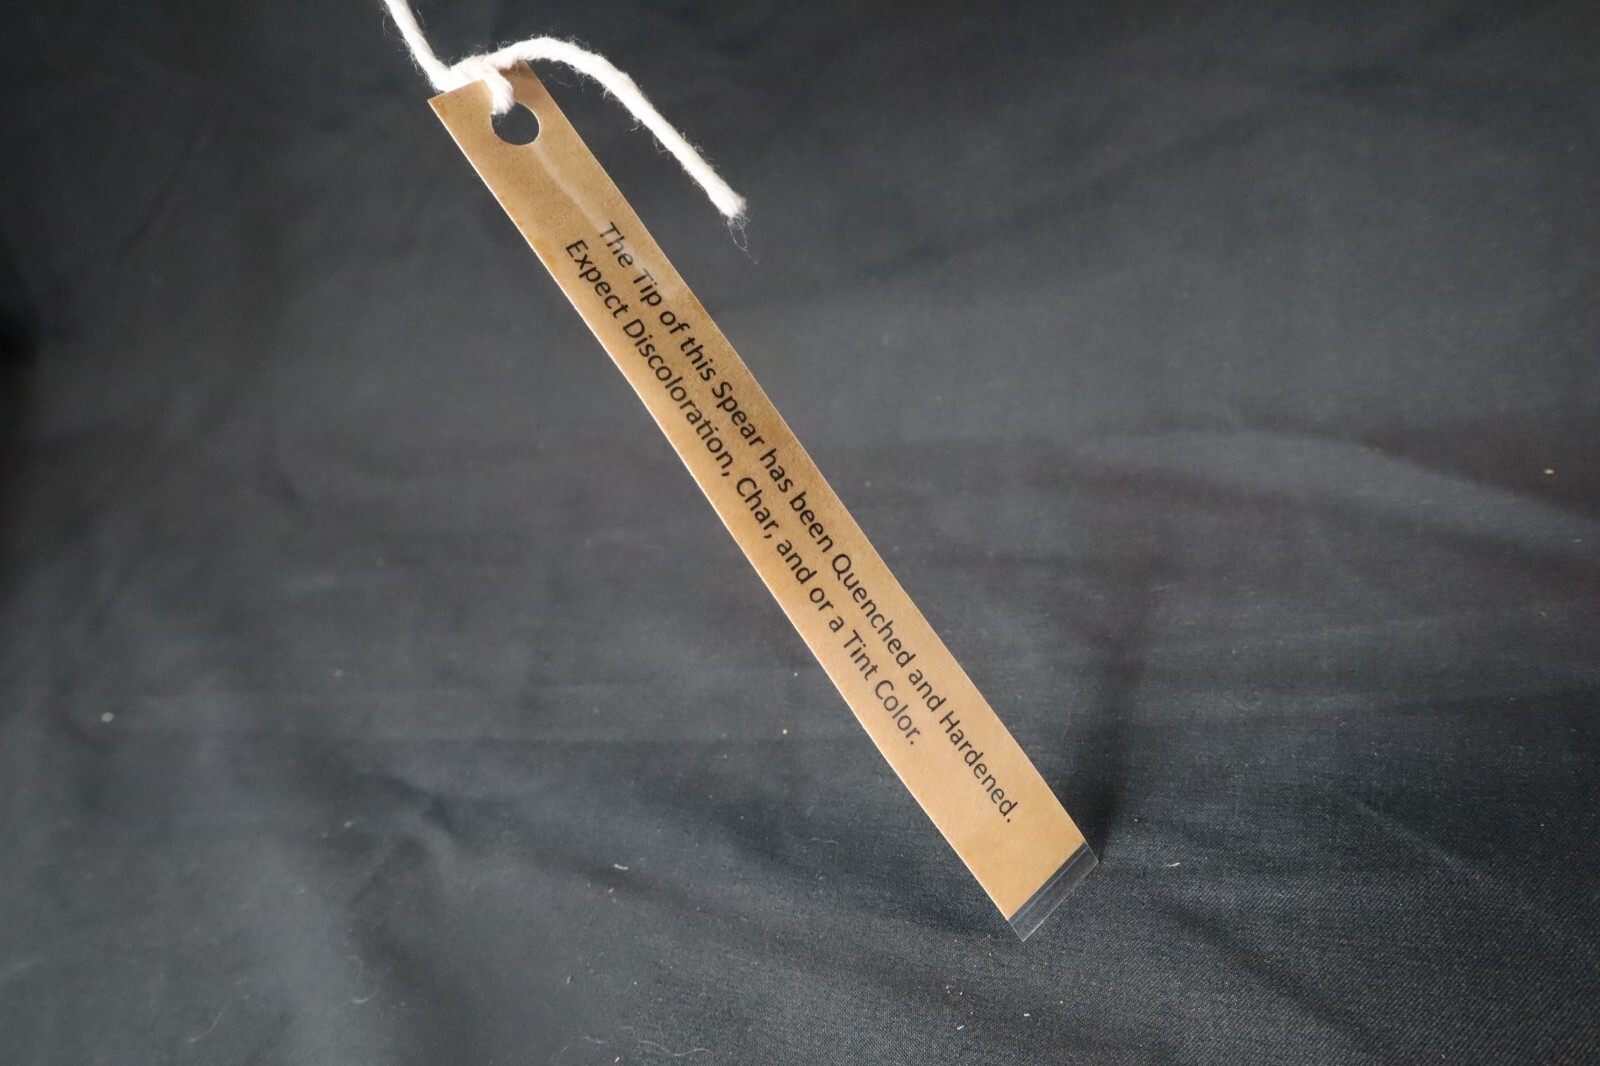 The Tip of this Spear has been Quenched and Hardened.
Expect Discoloration, Char, and or a Tint Color.